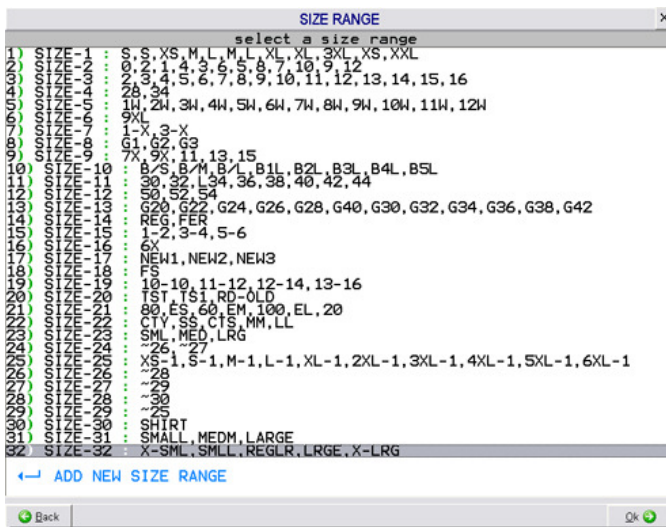 SIZE RANGE
select a size range
1) SIZE-1 : S,S,XS,M,L,M,L,XL,XL,3XL,XS,XXL
2) SIZE-2 : 0,2,1,4,3,6,5,8,7,10,9,12
3) SIZE-3 : 2,3,4,5,6,7,8,9,10,11,12,13,14,15,16
4) SIZE-4 : 28,34
5) SIZE-5 : 1W,2W,3W,4W,5W,6W,7W,8W,9W,10W,11W,12W
6) SIZE-6 : 9XL
7) SIZE-7 : 1-X,3-X
8) SIZE-8 : G1,G2,G3
9) SIZE-9 : 7X,9X,11,13,15
10) SIZE-10 : B/S,B/M,B/L,B1L,B2L,B3L,B4L,B5L
11) SIZE-11 : 30,32,L34,36,38,40,42,44
12) SIZE-12 : 50,52,54
13) SIZE-13 : G20,G22,G24,G26,G28,G40,G30,G32,G34,G36,G38,G42
14) SIZE-14 : REG,FER
15) SIZE-15 : 1-2,3-4,5-6
16) SIZE-16 : 6X
17) SIZE-17 : NEW1,NEW2,NEW3
18) SIZE-18 : FS
19) SIZE-19 : 10-10,11-12,12-14,13-16
20) SIZE-20 : TST,TS1,RD-OLD
21) SIZE-21 : 80,ES,60,EM,100,EL,20
22) SIZE-22 : CTY,SS,CTS,MM,LL
23) SIZE-23 : SML,MED,LRG
24) SIZE-24 : ~26,~27
25) SIZE-25 : XS-1,S-1,M-1,L-1,XL-1,2XL-1,3XL-1,4XL-1,5XL-1,6XL-1
26) SIZE-26 : ~28
27) SIZE-27 : ~29
28) SIZE-28 : ~30
29) SIZE-29 : ~25
30) SIZE-30 : SHIRT
31) SIZE-31 : SMALL,MEDM,LARGE
32) SIZE-32 : X-SML,SMLL,REGLR,LRGE,X-LRG
ADD NEW SIZE RANGE
Back Ok